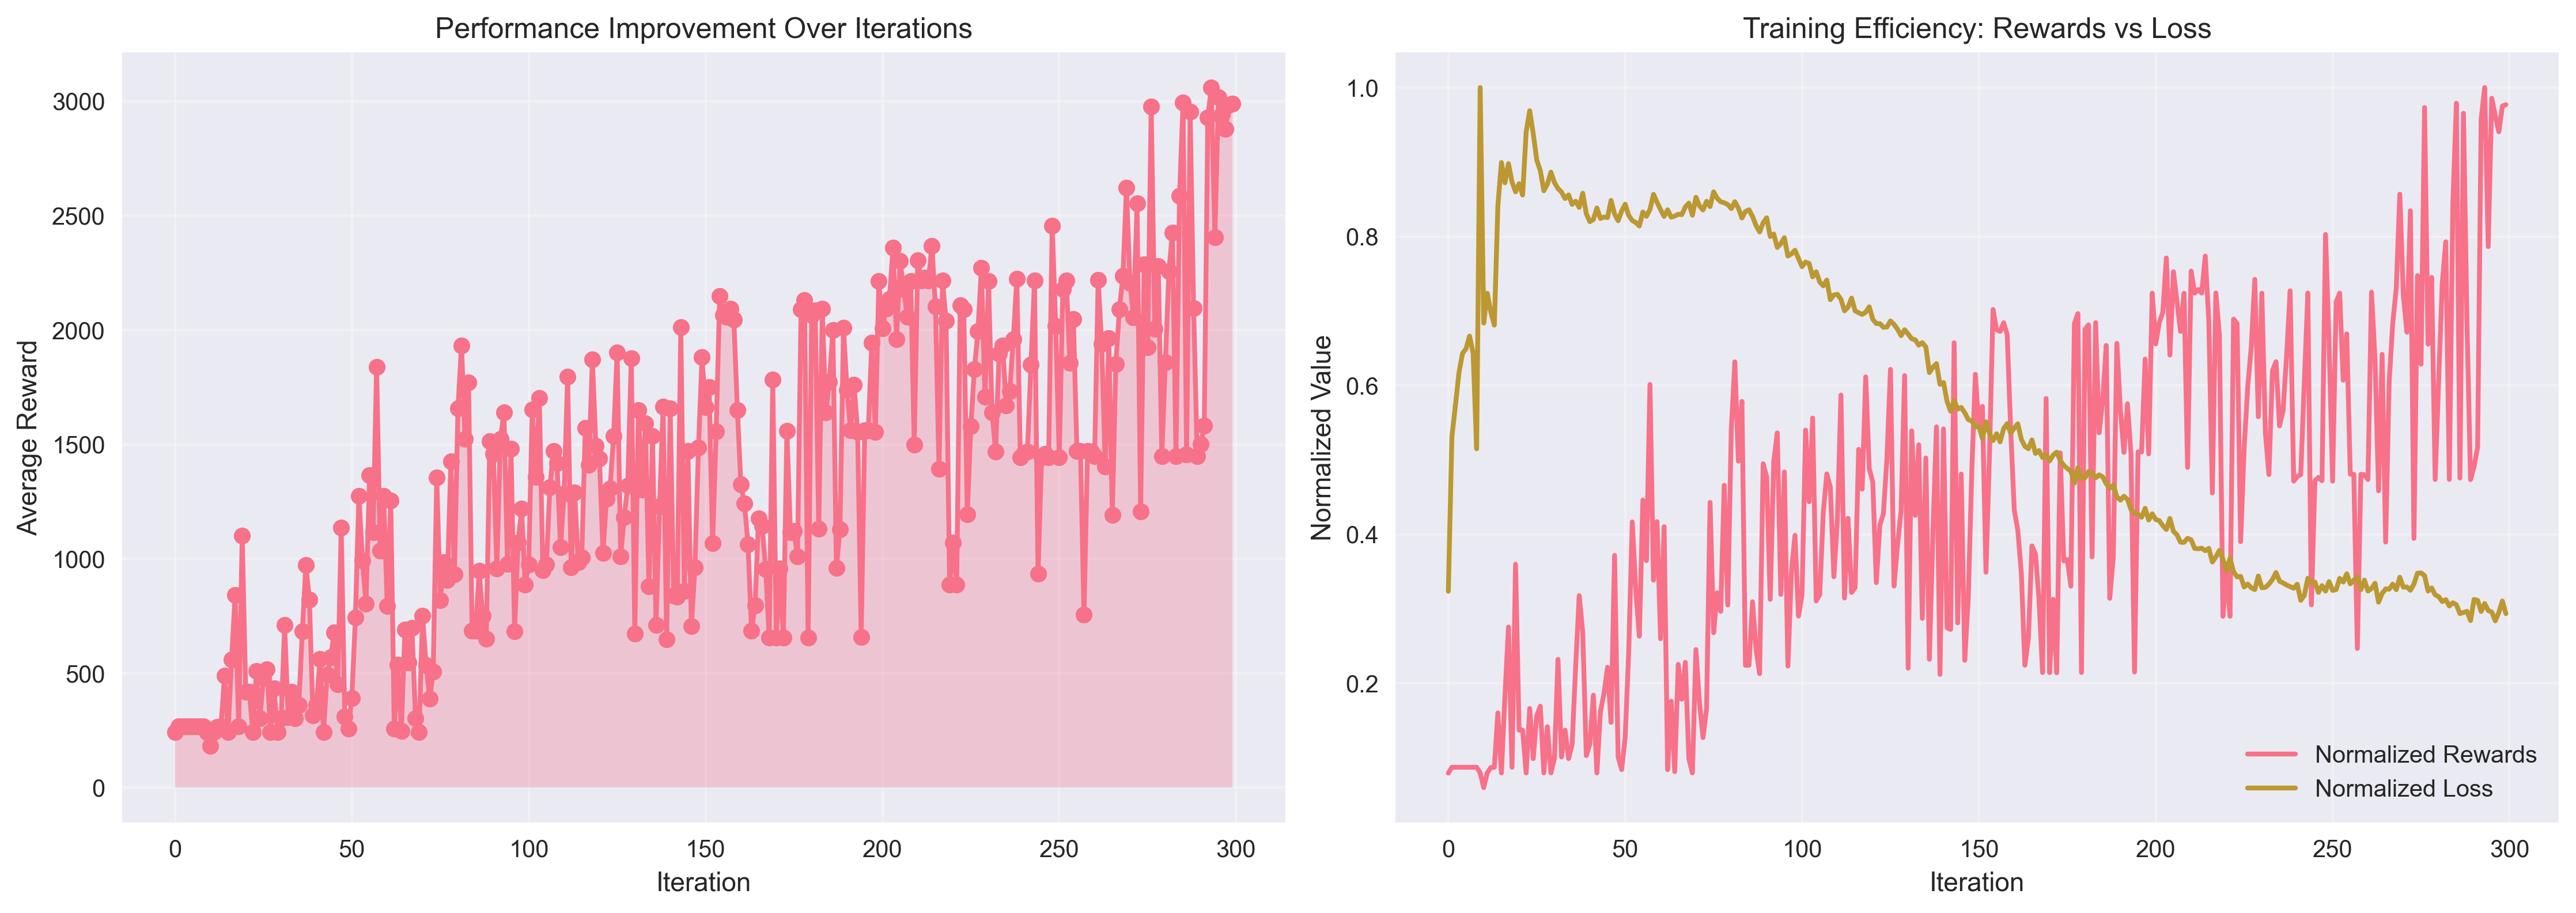 Performance Improvement Over Iterations
Average Reward
3000
2500
2000
1500
1000
500
0
0 50 100 150 200 250 300
Iteration
Training Efficiency: Rewards vs Loss
Normalized Value
1.0
0.8
0.6
0.4
0.2
Normalized Rewards
Normalized Loss
0 50 100 150 200 250 300
Iteration